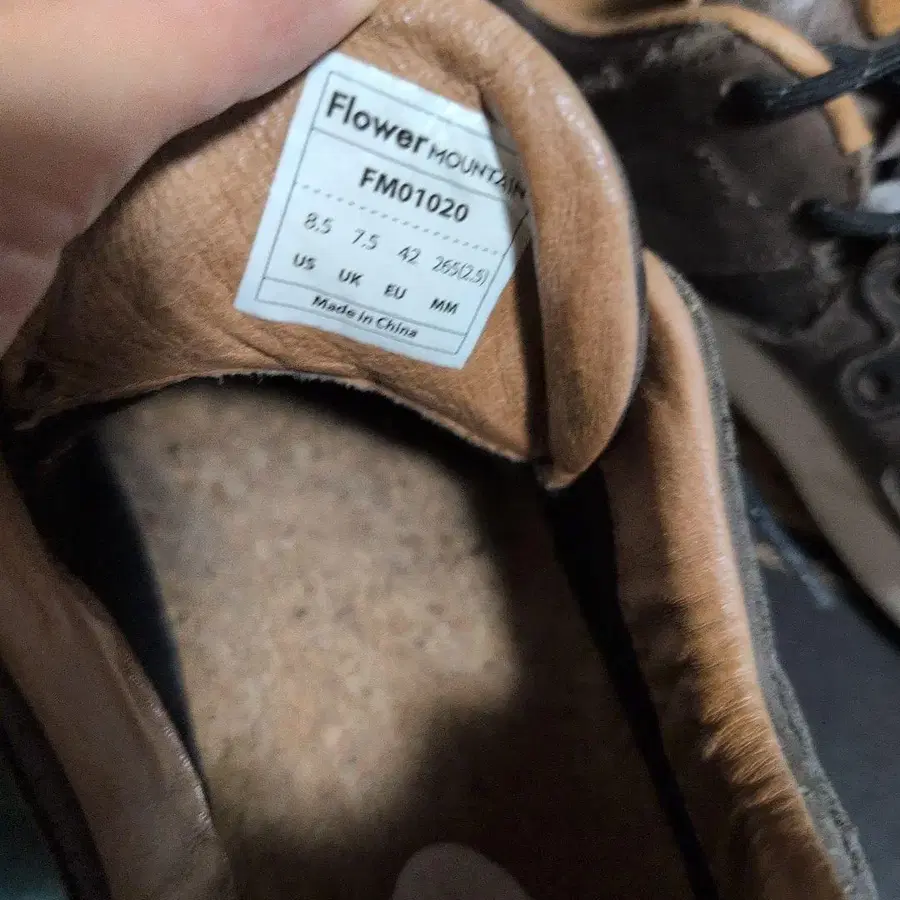 Flower MOUNTAIN
FM01020
8.5 7.5 42 265(2.5)
US UK EU MM
Made in China